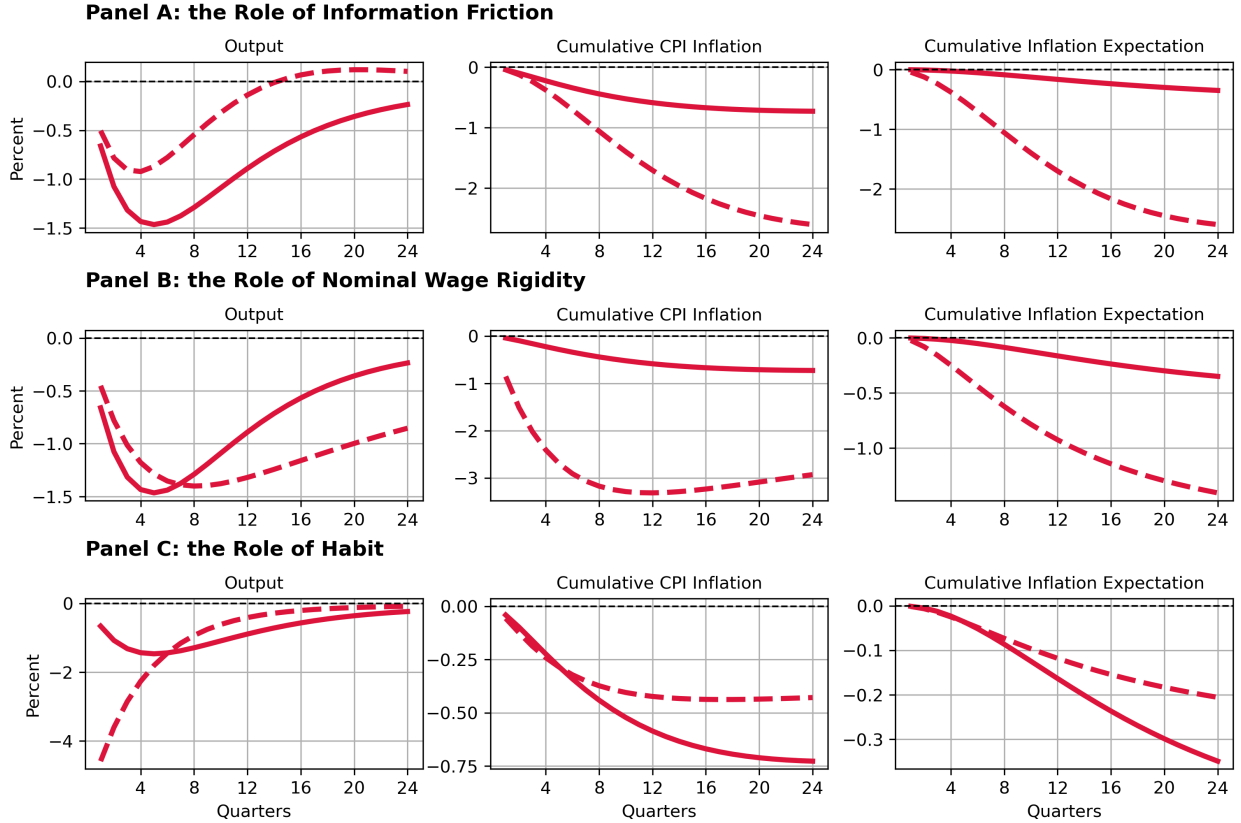 Panel A: the Role of Information Friction
Output
Cumulative CPI Inflation
Cumulative Inflation Expectation
Percent
0.0
−0.5
−1.0
−1.5
4 8 12 16 20 24
0
−1
−2
4 8 12 16 20 24
0
−1
−2
4 8 12 16 20 24
Panel B: the Role of Nominal Wage Rigidity
Output
Cumulative CPI Inflation
Cumulative Inflation Expectation
Percent
0.0
−0.5
−1.0
−1.5
4 8 12 16 20 24
0
−1
−2
−3
4 8 12 16 20 24
0.0
−0.5
−1.0
4 8 12 16 20 24
Panel C: the Role of Habit
Output
Cumulative CPI Inflation
Cumulative Inflation Expectation
Percent
0
−2
−4
4 8 12 16 20 24
Quarters
0.00
−0.25
−0.50
−0.75
4 8 12 16 20 24
Quarters
0.0
−0.1
−0.2
−0.3
4 8 12 16 20 24
Quarters